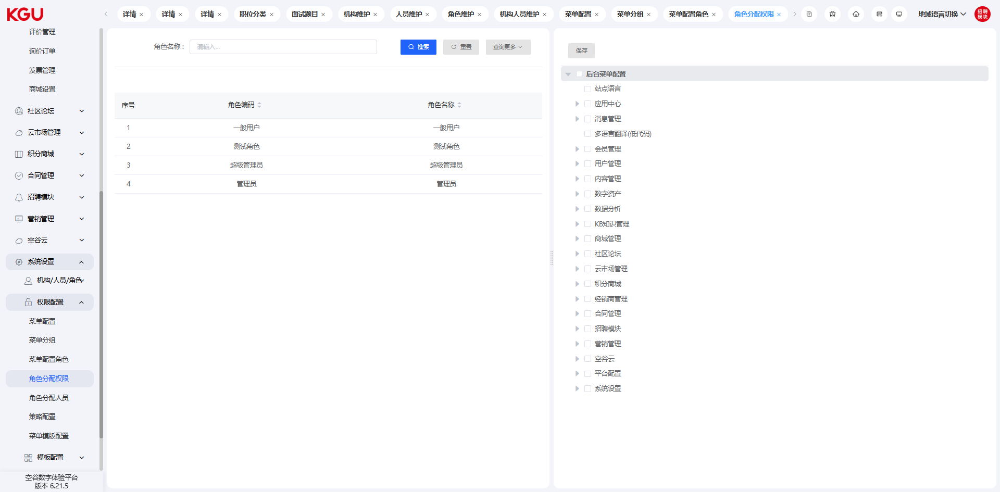 KGU
详情 详情 详情 职位分类 面试题目 机构维护 人员维护 角色维护 机构人员维护 菜单配置 菜单分组 菜单配置角色 角色分配权限 地域语言切换
招聘
模块
评价管理
询价订单
发票管理
商城设置
社区论坛
云市场管理
积分商城
合同管理
招聘模块
营销管理
空谷云
系统设置
机构/人员/角色
权限配置
菜单配置
菜单分组
菜单配置角色
角色分配权限
角色分配人员
策略配置
菜单模版配置
模板配置
空谷数字体验平台
版本 6.21.5
角色名称： 请输入... 搜索 重置 查询更多
序号 角色编码 角色名称
1 一般用户 一般用户
2 测试角色 测试角色
3 超级管理员 超级管理员
4 管理员 管理员
保存
后台菜单配置
站点语言
应用中心
消息管理
多语言翻译(低代码)
会员管理
用户管理
内容管理
数字资产
数据分析
KB知识管理
商城管理
社区论坛
云市场管理
积分商城
经销商管理
合同管理
招聘模块
营销管理
空谷云
平台配置
系统设置